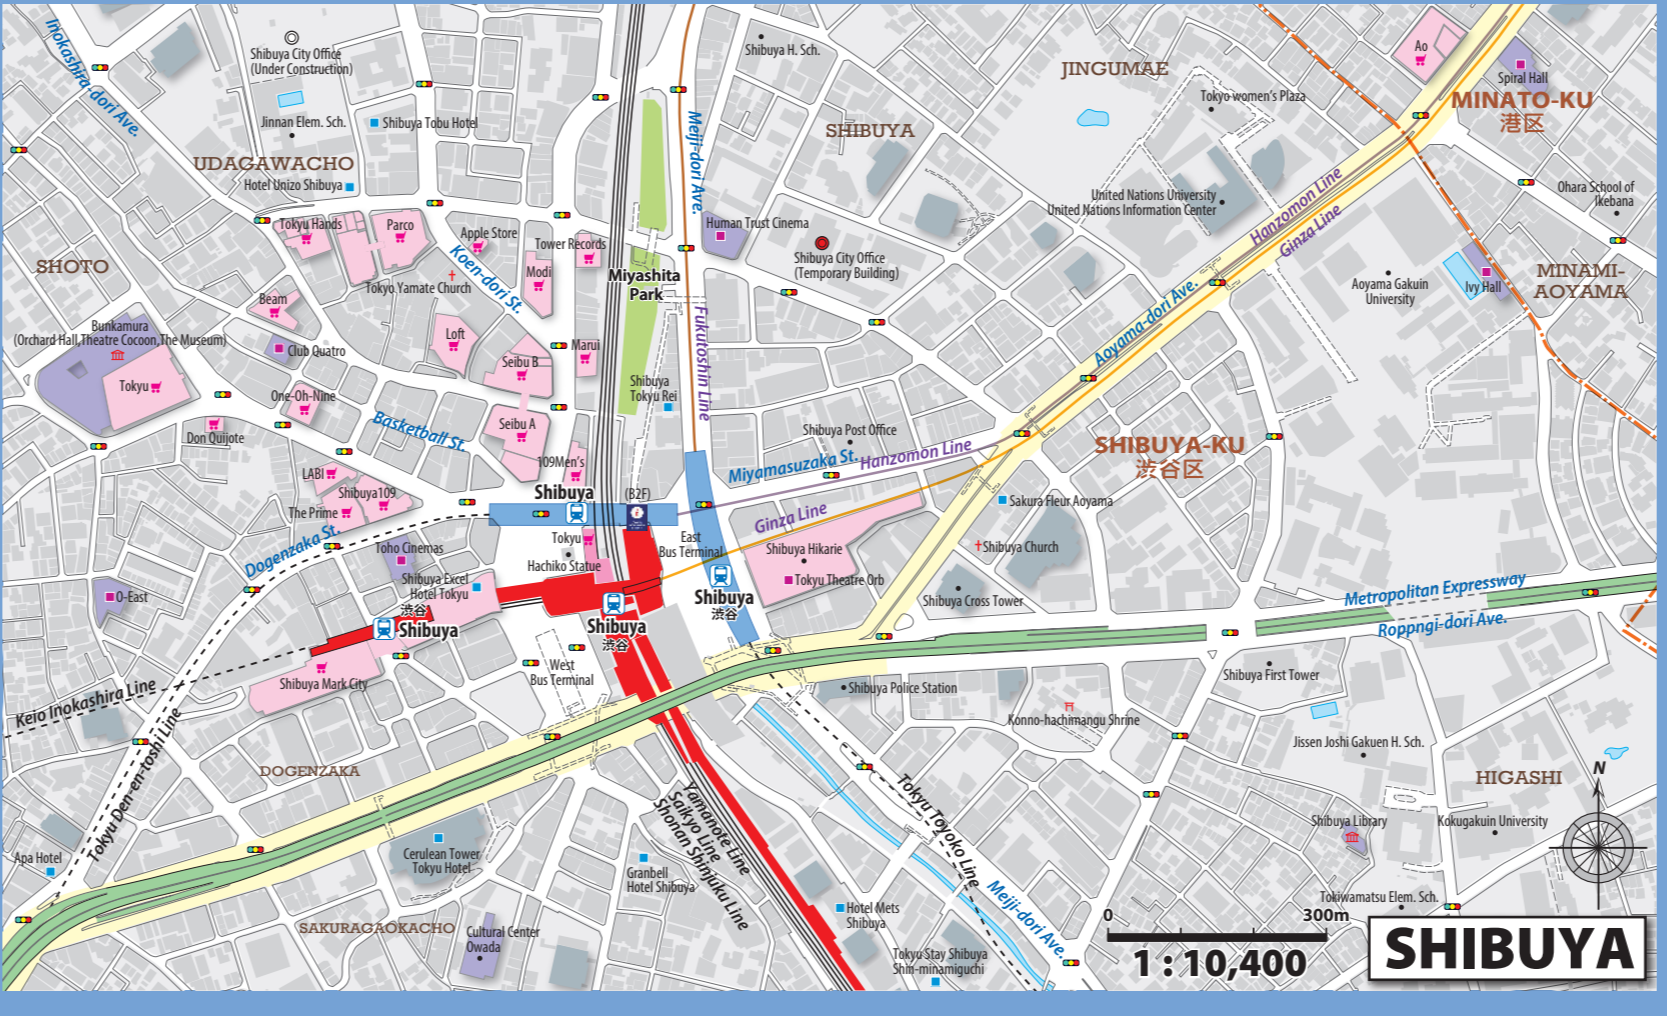 Inokashira-dori Ave.
Shibuya City Office
(Under Construction)
Jinnan Elem. Sch.
Shibuya Tobu Hotel
UDAGAWACHO
Hotel Unizo Shibuya
Shibuya H. Sch.
SHIBUYA
JINGUMAE
Tokyo women's Plaza
Ao
Spiral Hall
MINATO-KU
港区
Ohara School of
Ikebana
United Nations University
United Nations Information Center
Hanzomon Line
Ginza Line
Meiji-dori Ave.
Human Trust Cinema
Shibuya City Office
(Temporary Building)
Aoyama Gakuin
University
Ivy Hall
MINAMI-
AOYAMA
Tokyu Hands
Parco
Apple Store
Koen-dori St.
Tower Records
Modi
Miyashita
Park
Tokyo Yamate Church
SHOTO
Beam
Bunkamura
(Orchard Hall,Theatre Cocoon,The Museum)
Tokyu
Club Quatro
Loft
Seibu B
Marui
Fukutoshin Line
Aoyama-dori Ave.
One-Oh-Nine
Don Quijote
Basketball St.
Seibu A
Shibuya
Tokyu Rei
Shibuya Post Office
Miyamasuzaka St.
Hanzomon Line
SHIBUYA-KU
渋谷区
LABI
Shibuya109
The Prime
109Men's
Shibuya
(B2F)
Ginza Line
Sakura Fleur Aoyama
Dogenzaka St.
Toho Cinemas
Tokyu
Hachiko Statue
East
Bus Terminal
Shibuya Hikarie
Tokyu Theatre Orb
Shibuya Church
Shibuya Excel
Hotel Tokyu
O-East
渋谷
Shibuya
Shibuya
渋谷
Shibuya
渋谷
Shibuya Cross Tower
Metropolitan Expressway
Roppngi-dori Ave.
Keio Inokashira Line
Shibuya Mark City
West
Bus Terminal
Shibuya Police Station
Konno-hachimangu Shrine
Shibuya First Tower
Jissen Joshi Gakuen H. Sch.
HIGASHI
N
DOGENZAKA
Tokyu Den-en-toshi Line
Yamanote Line
Saikyo Line
Shonan Shinjuku Line
Tokyu Toyoko Line
Shibuya Library
Kokugakuin University
Apa Hotel
Cerulean Tower
Tokyu Hotel
Granbell
Hotel Shibuya
Hotel Mets
Shibuya
Meiji-dori Ave.
Tokiwamatsu Elem. Sch.
SAKURAGAOKACHO
Cultural Center
Owada
Tokyu Stay Shibuya
Shin-minamiguchi
0
300m
1 : 10,400
SHIBUYA